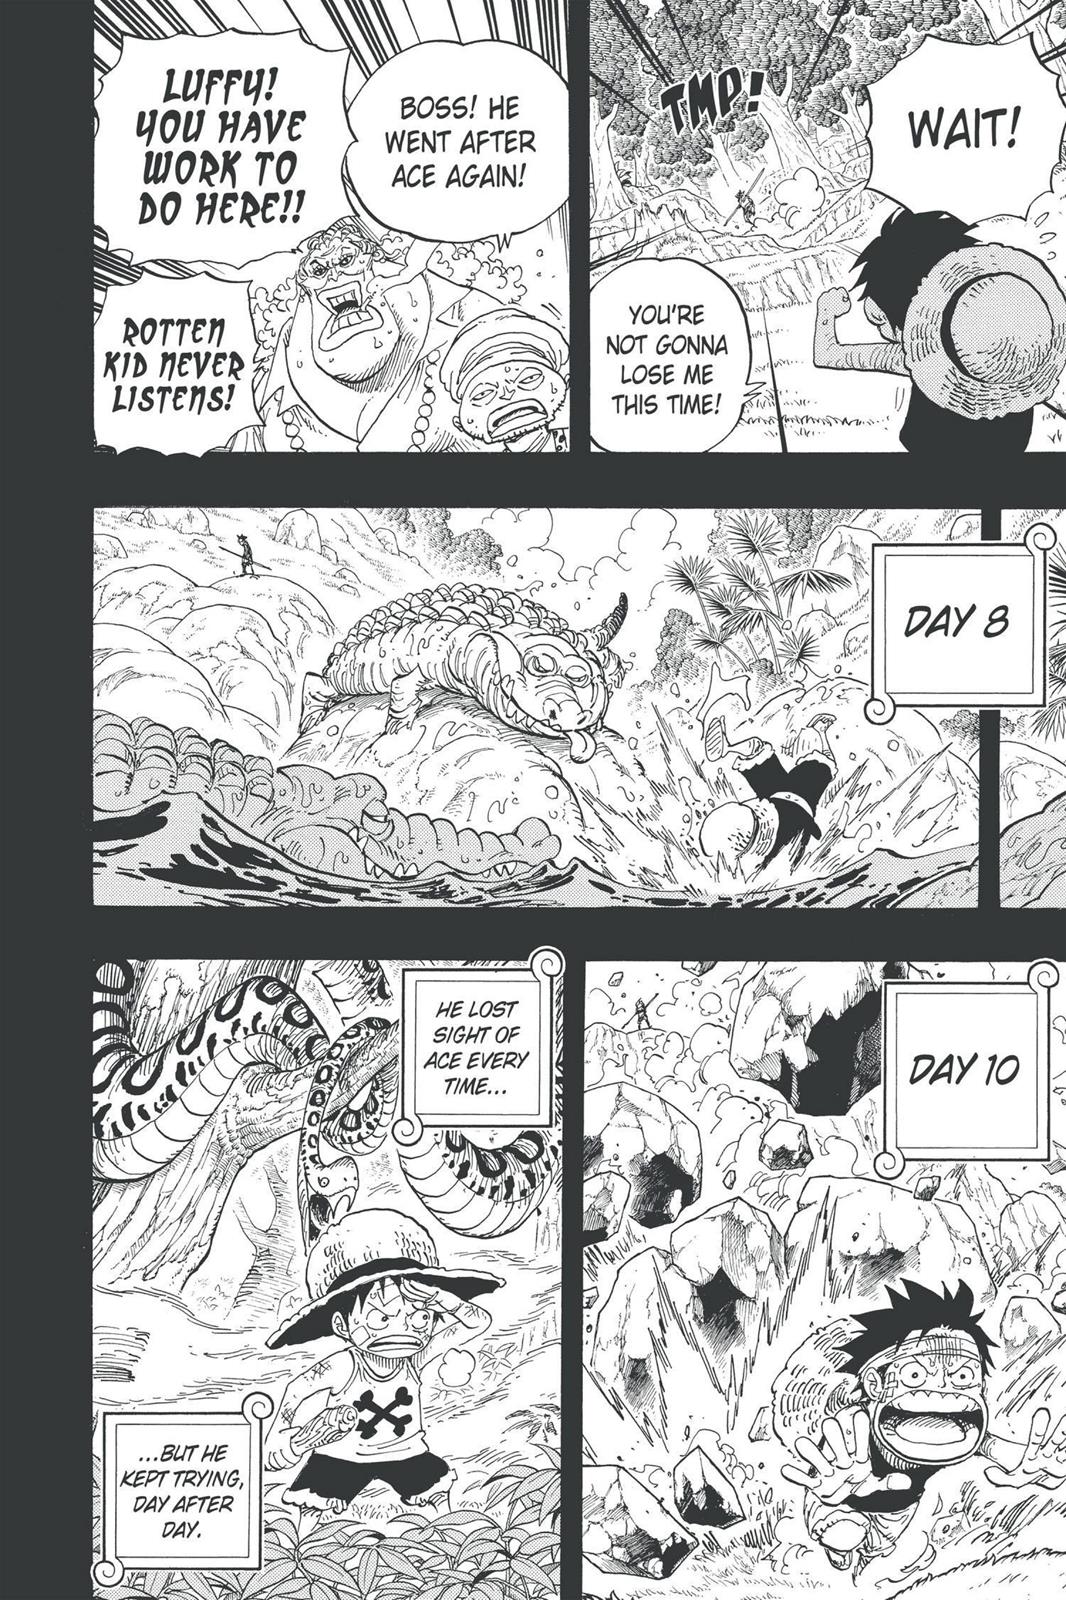 WAIT!
TMP!
YOU'RE
NOT GONNA
LOSE ME
THIS TIME!
BOSS! HE
WENT AFTER
ACE AGAIN!
LUFFY!
YOU HAVE
WORK TO
DO HERE!!
ROTTEN
KID NEVER
LISTENS!
DAY 8
DAY 10
HE LOST
SIGHT OF
ACE EVERY
TIME...
...BUT HE
KEPT TRYING,
DAY AFTER
DAY.